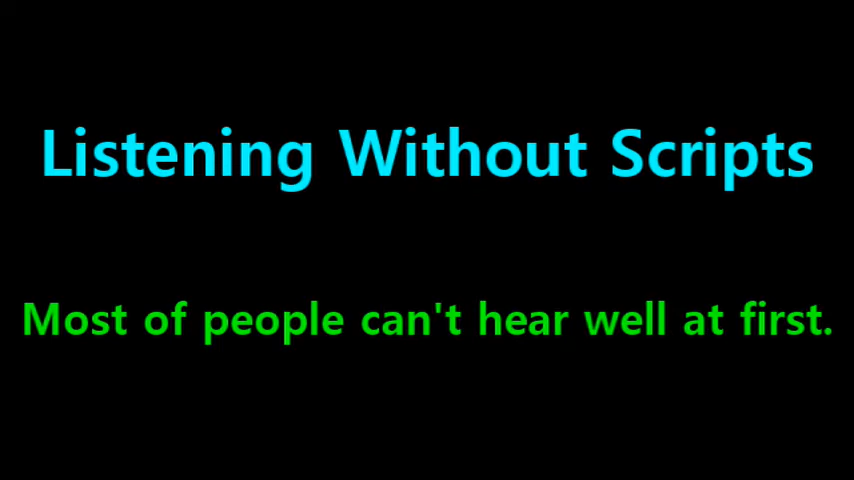 Listening Without Scripts
Most of people can't hear well at first.